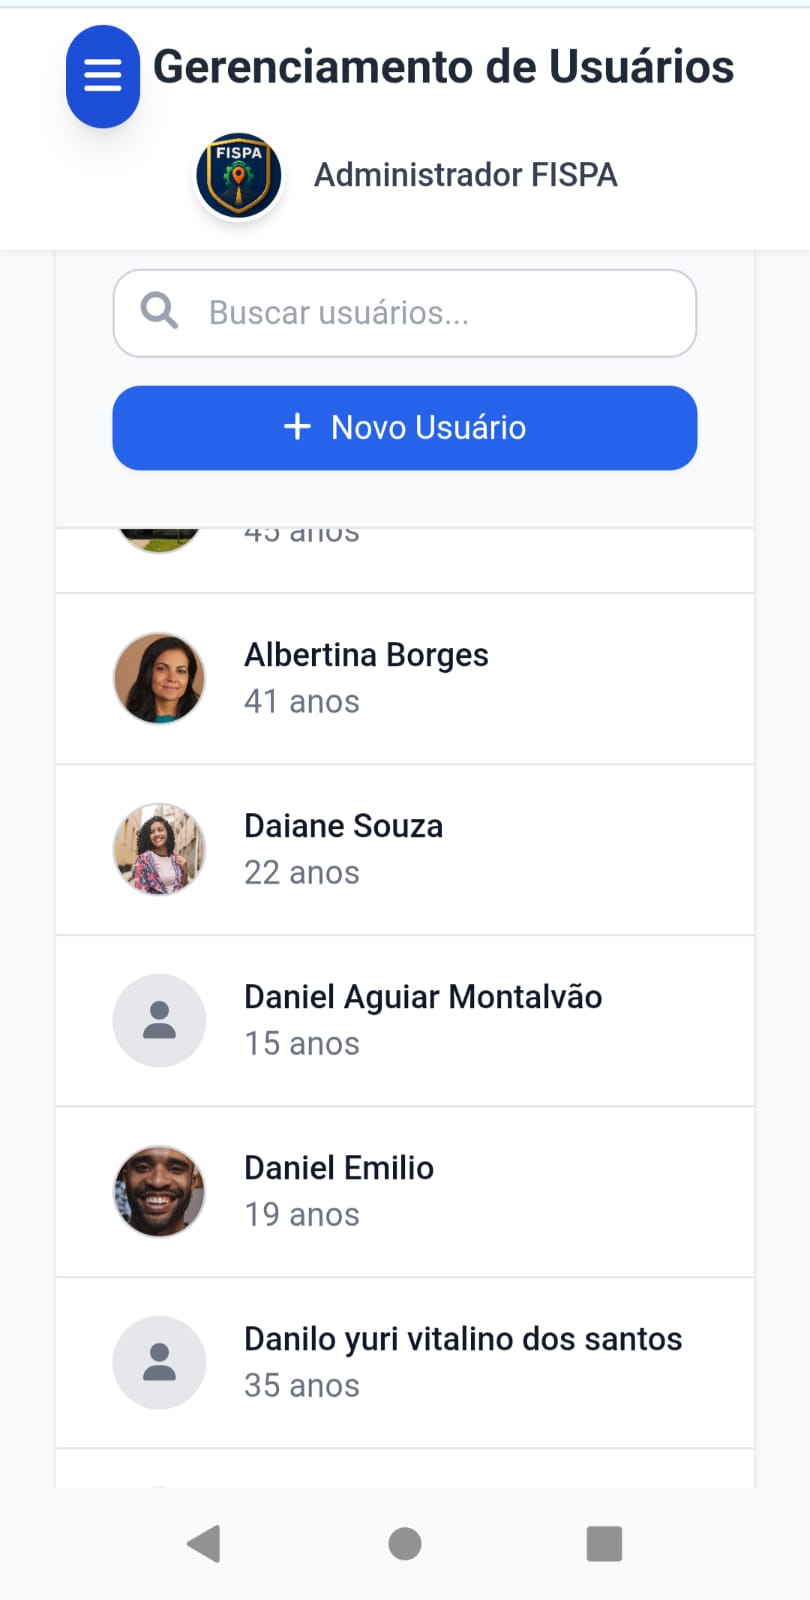 Gerenciamento de Usuários
FISPA
Administrador FISPA
Buscar usuários...
+ Novo Usuário
45 anos
Albertina Borges
41 anos
Daiane Souza
22 anos
Daniel Aguiar Montalvão
15 anos
Daniel Emilio
19 anos
Danilo yuri vitalino dos santos
35 anos